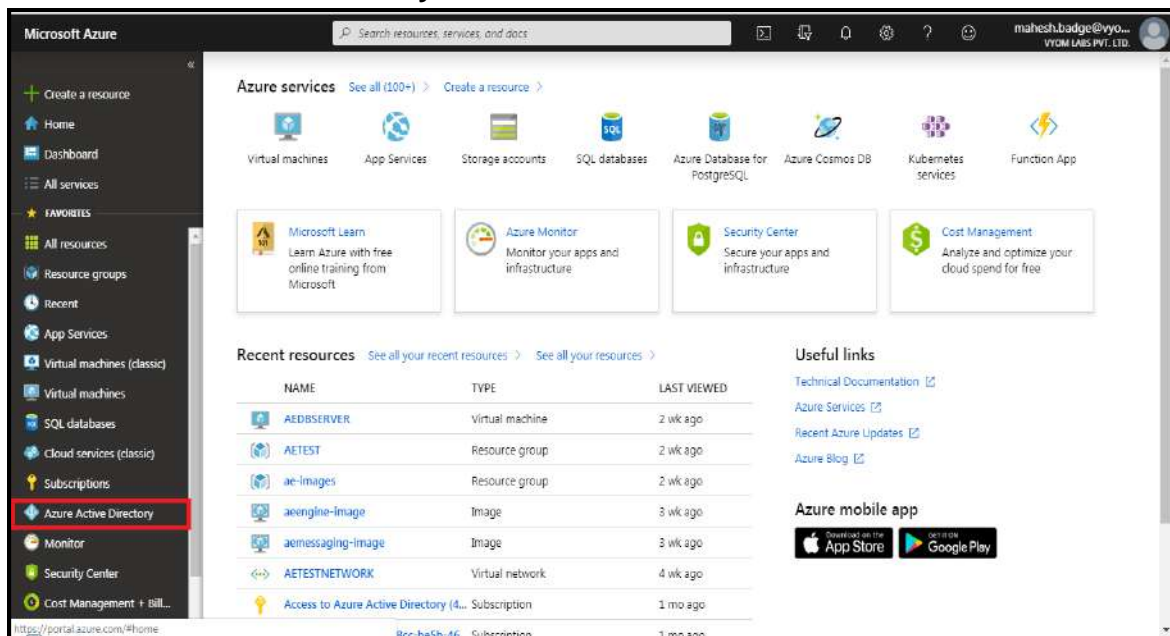 Microsoft Azure
Search resources, services, and docs
mahesh.badge@vyo...
VYOM LABS PVT. LTD.
Create a resource
Home
Dashboard
All services
FAVORITES
All resources
Resource groups
Recent
App Services
Virtual machines (classic)
Virtual machines
SQL databases
Cloud services (classic)
Subscriptions
Azure Active Directory
Monitor
Security Center
Cost Management + Bill...
https://portal.azure.com/#home
Azure services See all (100+) > Create a resource >
Virtual machines
App Services
Storage accounts
SQL
SQL databases
Azure Database for
PostgreSQL
Azure Cosmos DB
Kubernetes
services
Function App
Microsoft Learn
Learn Azure with free
online training from
Microsoft
Azure Monitor
Monitor your apps and
infrastructure
Security Center
Secure your apps and
infrastructure
Cost Management
Analyze and optimize your
cloud spend for free
Recent resources See all your recent resources > See all your resources >
NAME TYPE LAST VIEWED
AEDBSERVER Virtual machine 2 wk ago
AETEST Resource group 2 wk ago
ae-images Resource group 2 wk ago
aeengine-image Image 3 wk ago
aemessaging-image Image 3 wk ago
AETESTNETWORK Virtual network 4 wk ago
Access to Azure Active Directory (4... Subscription 1 mo ago
Subscription 1 mo ago
Useful links
Technical Documentation
Azure Services
Recent Azure Updates
Azure Blog
Azure mobile app
Download on the
App Store
GET IT ON
Google Play